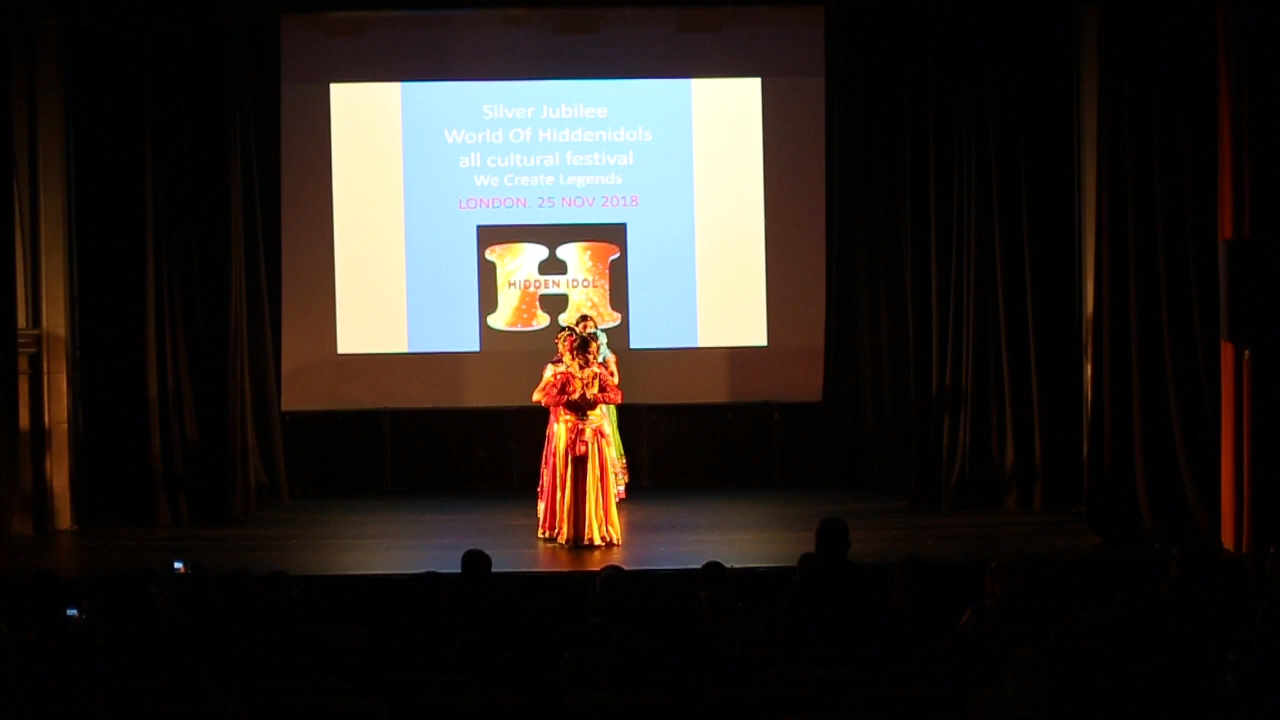 Silver Jubilee
World Of Hiddenidols
all cultural festival
We Create Legends
LONDON. 25 NOV 2018
HIDDEN IDOL